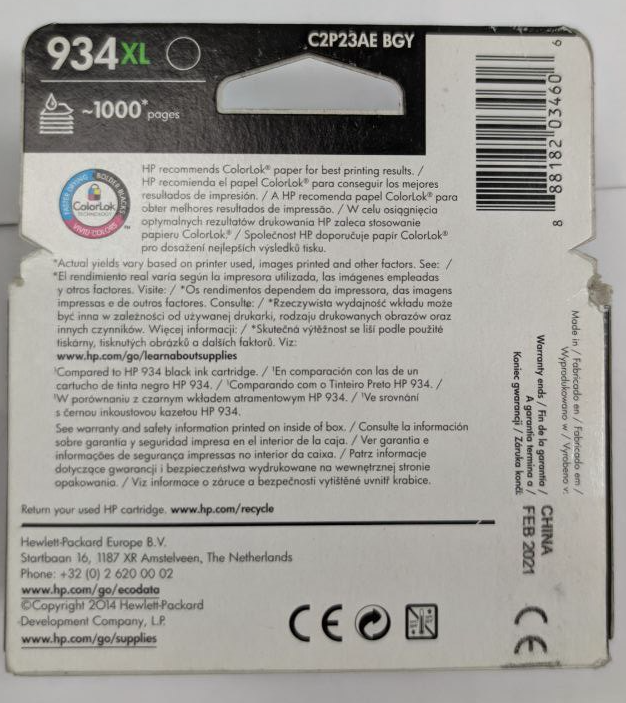 934XL
C2P23AE BGY
~1000* pages
8 88182 03460 6
FASTER DRYING BOLDER BLACKS
ColorLok
TECHNOLOGY
VIVID COLORS
HP recommends ColorLok® paper for best printing results. /
HP recomienda el papel ColorLok® para conseguir los mejores
resultados de impresión. / A HP recomenda papel ColorLok® para
obter melhores resultados de impressão. / W celu osiągnięcia
optymalnych rezultatów drukowania HP zaleca stosowanie
papieru ColorLok.® / Společnost HP doporučuje papír ColorLok®
pro dosažení nejlepších výsledků tisku.
*Actual yields vary based on printer used, images printed and other factors. See: /
*El rendimiento real varía según la impresora utilizada, las imágenes empleadas
y otros factores. Visite: / *Os rendimentos dependem da impressora, das imagens
impressas e de outros factores. Consulte: / *Rzeczywista wydajność wkładu może
być inna w zależności od używanej drukarki, rodzaju drukowanych obrazów oraz
innych czynników. Więcej informacji: / *Skutečná výtěžnost se liší podle použité
tiskárny, tisknutých obrázků a dalších faktorů. Viz:
www.hp.com/go/learnaboutsupplies
¹Compared to HP 934 black ink cartridge. / ¹En comparación con las de un
cartucho de tinta negro HP 934. / ¹Comparando com o Tinteiro Preto HP 934. /
¹W porównaniu z czarnym wkładem atramentowym HP 934. / ¹Ve srovnání
s černou inkoustovou kazetou HP 934.
See warranty and safety information printed on inside of box. / Consulte la información
sobre garantía y seguridad impresa en el interior de la caja. / Ver garantia e
informações de segurança impressas no interior da caixa. / Patrz informacje
dotyczące gwarancji i bezpieczeństwa wydrukowane na wewnętrznej stronie
opakowania. / Viz informace o záruce a bezpečnosti vytištěné uvnitř krabice.
Return your used HP cartridge. www.hp.com/recycle
Hewlett-Packard Europe B.V.
Startbaan 16, 1187 XR Amstelveen, The Netherlands
Phone: +32 (0) 2 620 00 02
www.hp.com/go/ecodata
©Copyright 2014 Hewlett-Packard
Development Company, L.P.
www.hp.com/go/supplies
CE
Made in / Fabricado en / Fabricado em /
Wyprodukowano w / Vyrobeno v:
CHINA
Warranty ends / Fin de la garantía /
A garantia termina a /
Koniec gwarancji / Záruka končí:
FEB 2021
CE